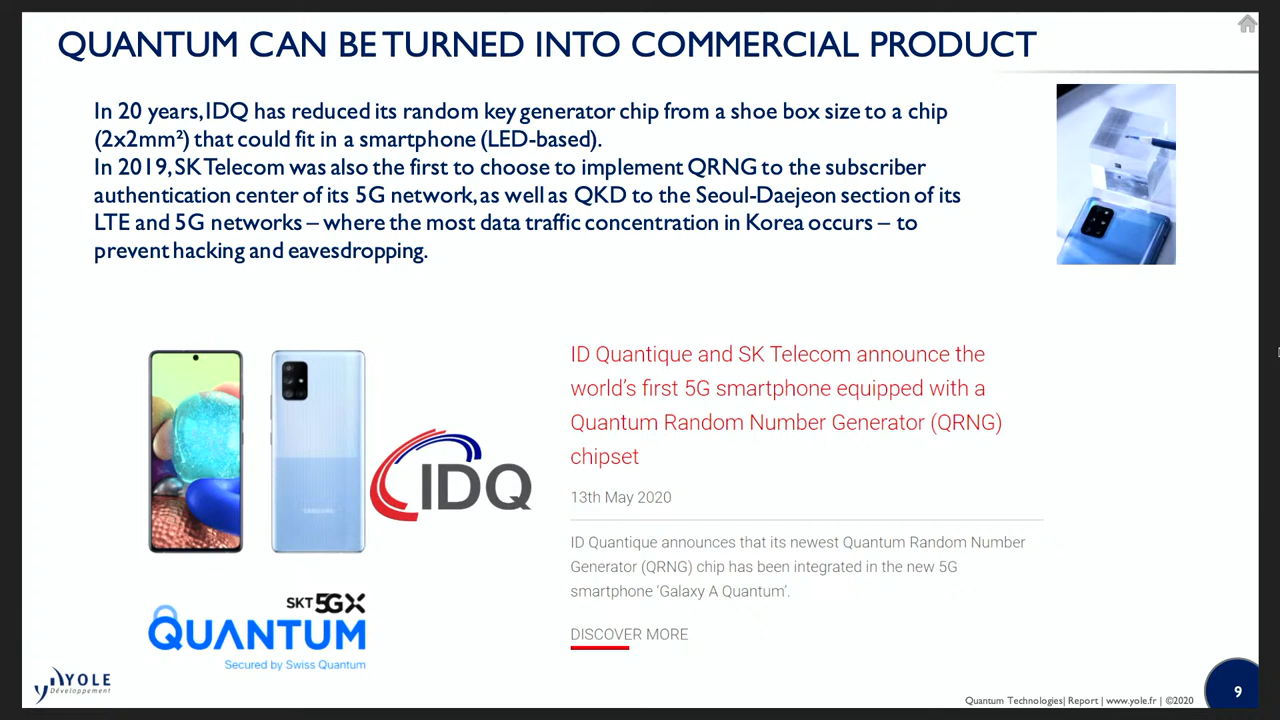 QUANTUM CAN BE TURNED INTO COMMERCIAL PRODUCT
In 20 years, IDQ has reduced its random key generator chip from a shoe box size to a chip
(2x2mm²) that could fit in a smartphone (LED-based).
In 2019, SK Telecom was also the first to choose to implement QRNG to the subscriber
authentication center of its 5G network, as well as QKD to the Seoul-Daejeon section of its
LTE and 5G networks – where the most data traffic concentration in Korea occurs – to
prevent hacking and eavesdropping.
SAMSUNG
IDQ
SKT 5GX
QUANTUM
Secured by Swiss Quantum
ID Quantique and SK Telecom announce the
world's first 5G smartphone equipped with a
Quantum Random Number Generator (QRNG)
chipset
13th May 2020
ID Quantique announces that its newest Quantum Random Number
Generator (QRNG) chip has been integrated in the new 5G
smartphone 'Galaxy A Quantum'.
DISCOVER MORE
YOLE
Développement
Quantum Technologies| Report | www.yole.fr | ©2020
9